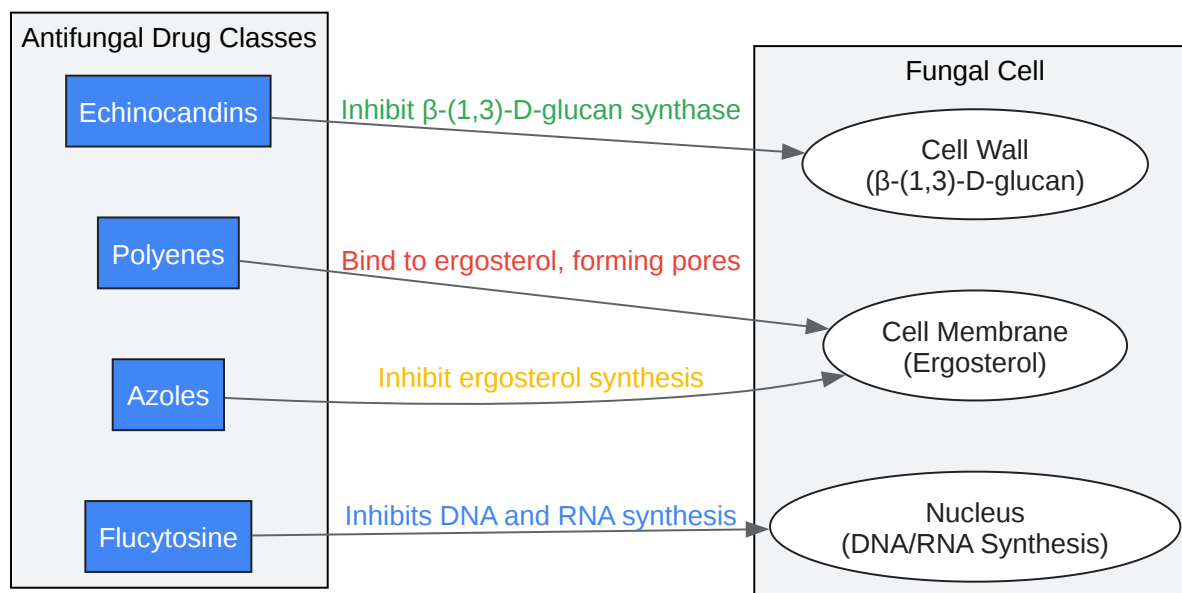 Antifungal Drug Classes
Echinocandins
Polyenes
Azoles
Flucytosine
Inhibit β-(1,3)-D-glucan synthase
Bind to ergosterol, forming pores
Inhibit ergosterol synthesis
Inhibits DNA and RNA synthesis
Fungal Cell
Cell Wall
(β-(1,3)-D-glucan)
Cell Membrane
(Ergosterol)
Nucleus
(DNA/RNA Synthesis)